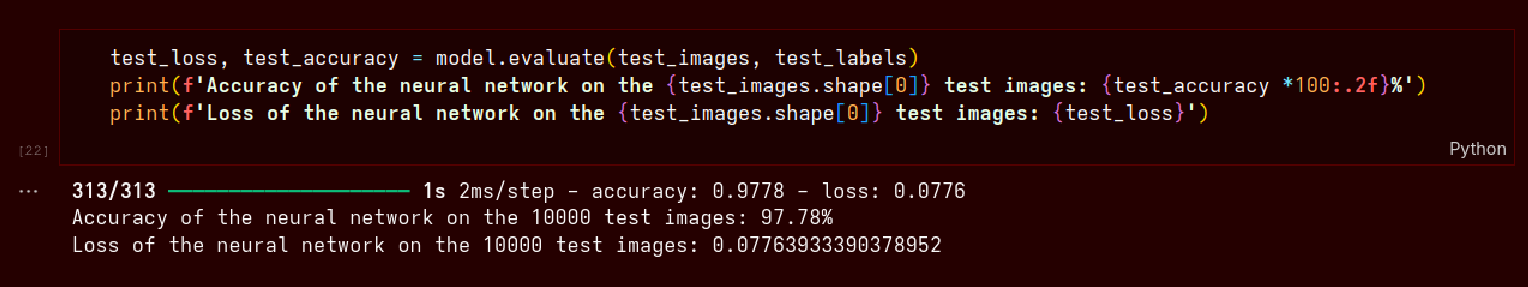 test_loss, test_accuracy = model.evaluate(test_images, test_labels)
print(f'Accuracy of the neural network on the {test_images.shape[0]} test images: {test_accuracy *100:.2f}%')
print(f'Loss of the neural network on the {test_images.shape[0]} test images: {test_loss}')
[22]
Python
... 313/313 ━━━━━━━━━━━━━━━━━━━━ 1s 2ms/step - accuracy: 0.9778 - loss: 0.0776
Accuracy of the neural network on the 10000 test images: 97.78%
Loss of the neural network on the 10000 test images: 0.07763933390378952